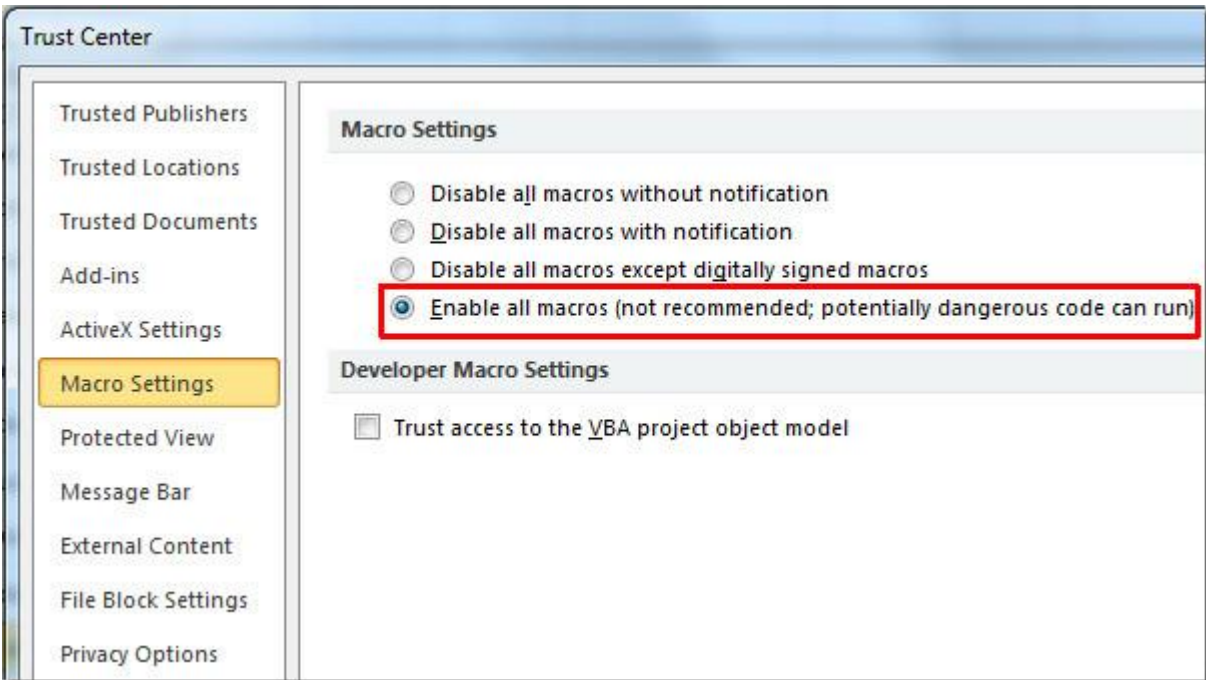 Trust Center
Trusted Publishers
Trusted Locations
Trusted Documents
Add-ins
ActiveX Settings
Macro Settings
Protected View
Message Bar
External Content
File Block Settings
Privacy Options
Macro Settings
Disable all macros without notification
Disable all macros with notification
Disable all macros except digitally signed macros
Enable all macros (not recommended; potentially dangerous code can run)
Developer Macro Settings
Trust access to the VBA project object model